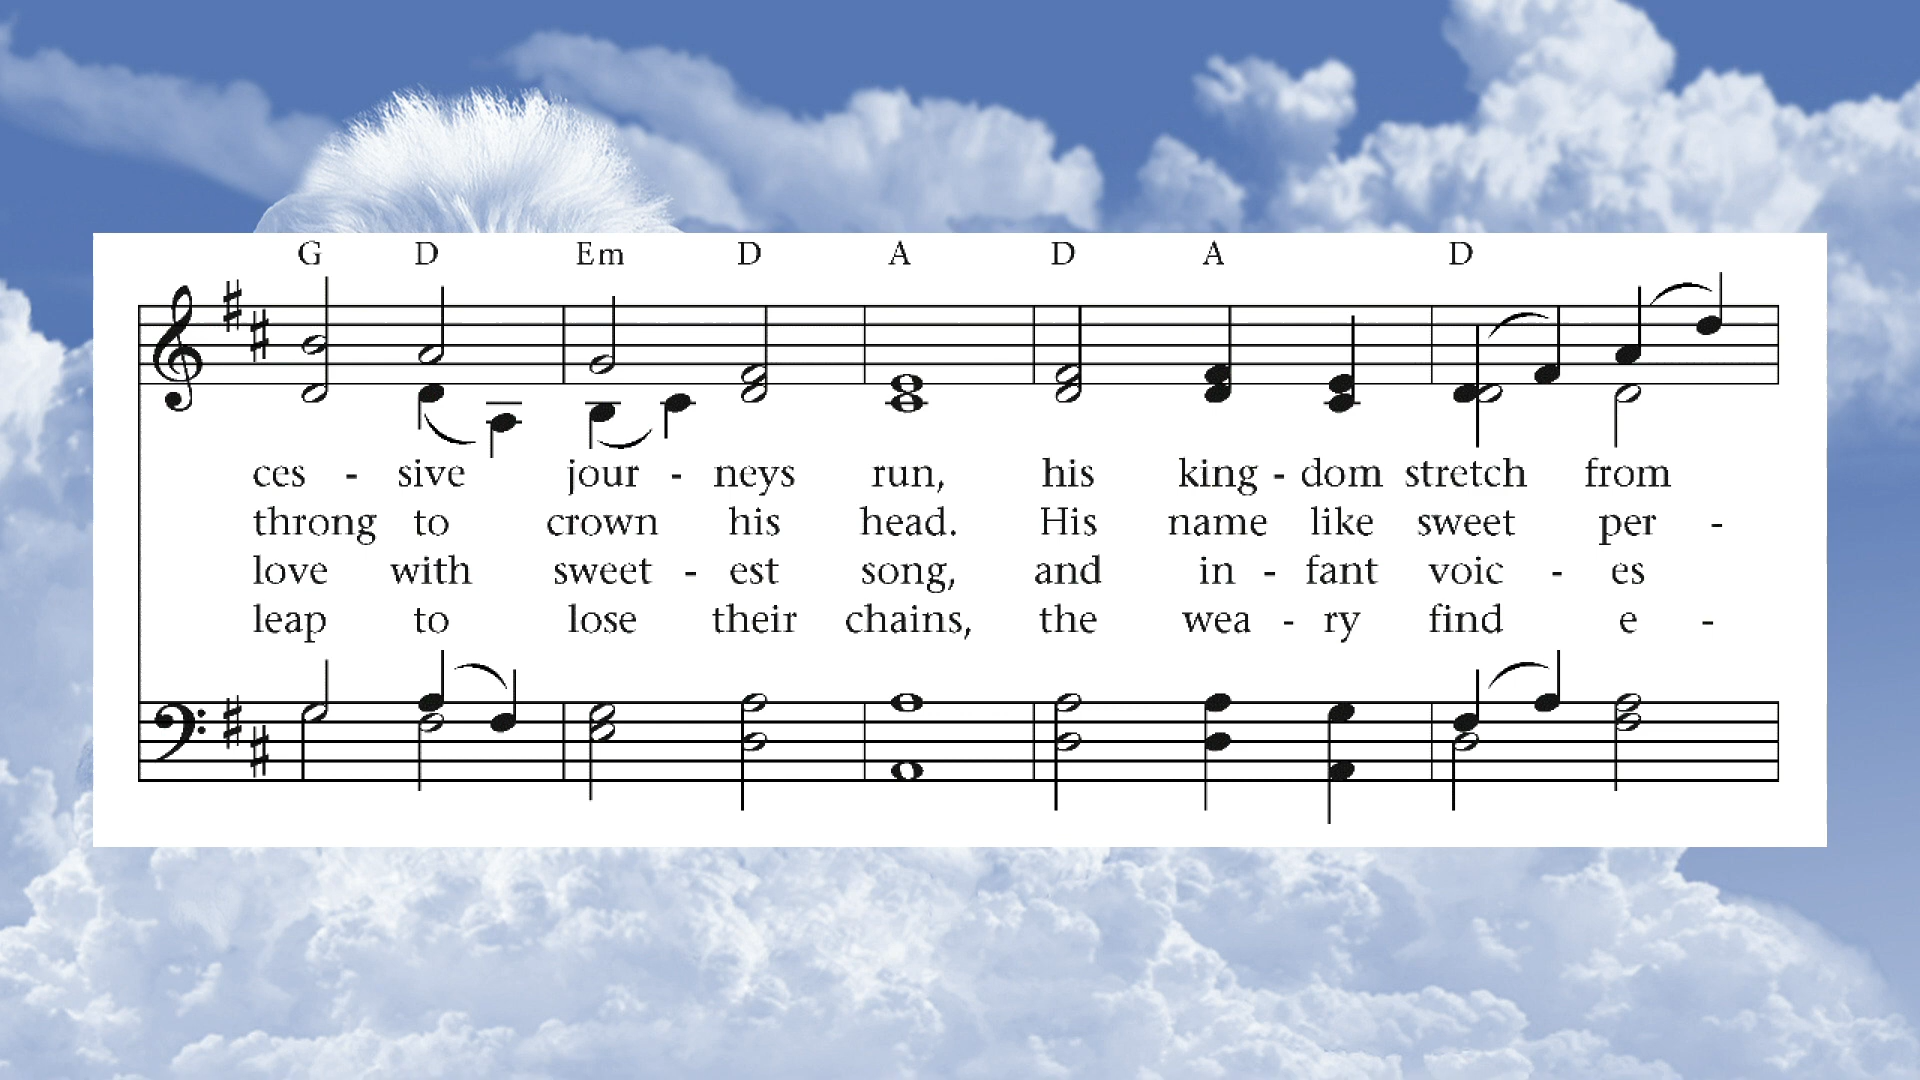 G D Em D A D A D
ces - sive jour - neys run, his king - dom stretch from
throng to crown his head. His name like sweet per -
love with sweet - est song, and in - fant voic - es
leap to lose their chains, the wea - ry find e -